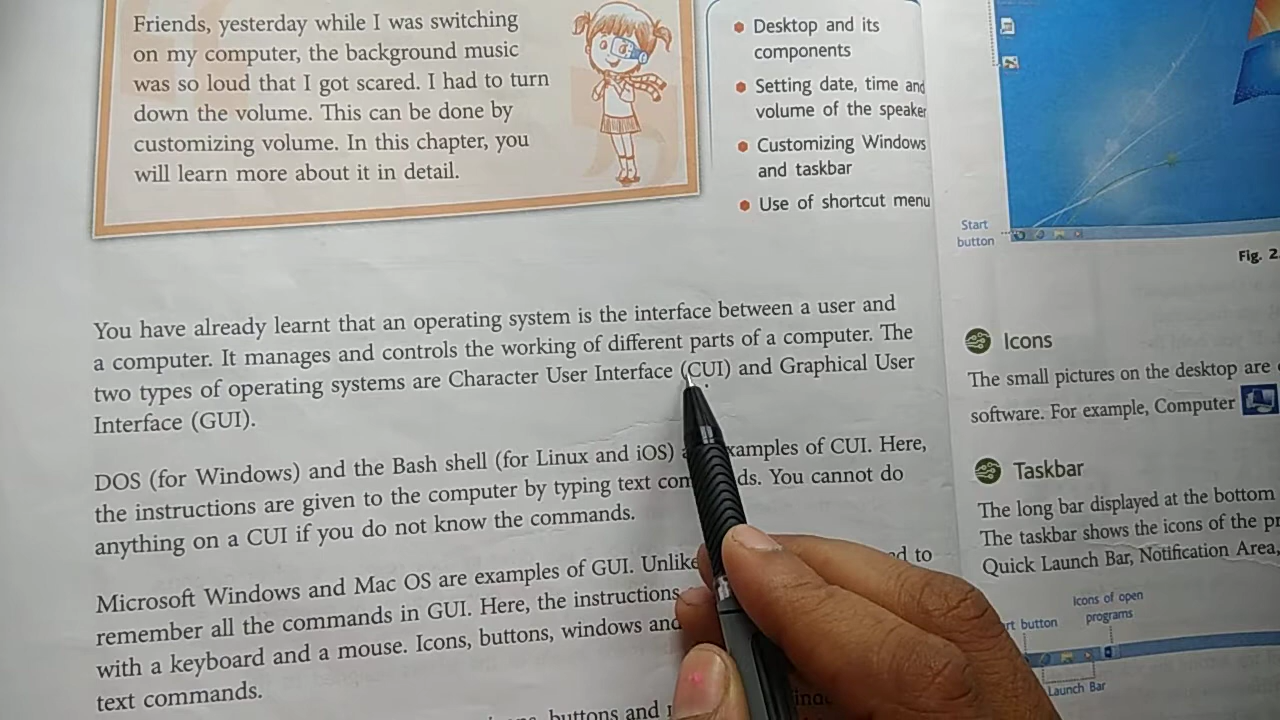 Friends, yesterday while I was switching
on my computer, the background music
was so loud that I got scared. I had to turn
down the volume. This can be done by
customizing volume. In this chapter, you
will learn more about it in detail.
Desktop and its
components
Setting date, time and
volume of the speaker
Customizing Windows
and taskbar
Use of shortcut menu
You have already learnt that an operating system is the interface between a user and
a computer. It manages and controls the working of different parts of a computer. The
two types of operating systems are Character User Interface (CUI) and Graphical User
Interface (GUI).
DOS (for Windows) and the Bash shell (for Linux and iOS) examples of CUI. Here,
the instructions are given to the computer by typing text You cannot do
anything on a CUI if you do not know the commands.
Microsoft Windows and Mac OS are examples of GUI. Unlike to
remember all the commands in GUI. Here, the instructions
with a keyboard and a mouse. Icons, buttons, windows and
text commands.
buttons and
Start
button
Fig. 2
Icons
The small pictures on the desktop are
software. For example, Computer
Taskbar
The long bar displayed at the bottom
The taskbar shows the icons of the
Quick Launch Bar, Notification Area,
Icons of open
programs
button
Launch Bar